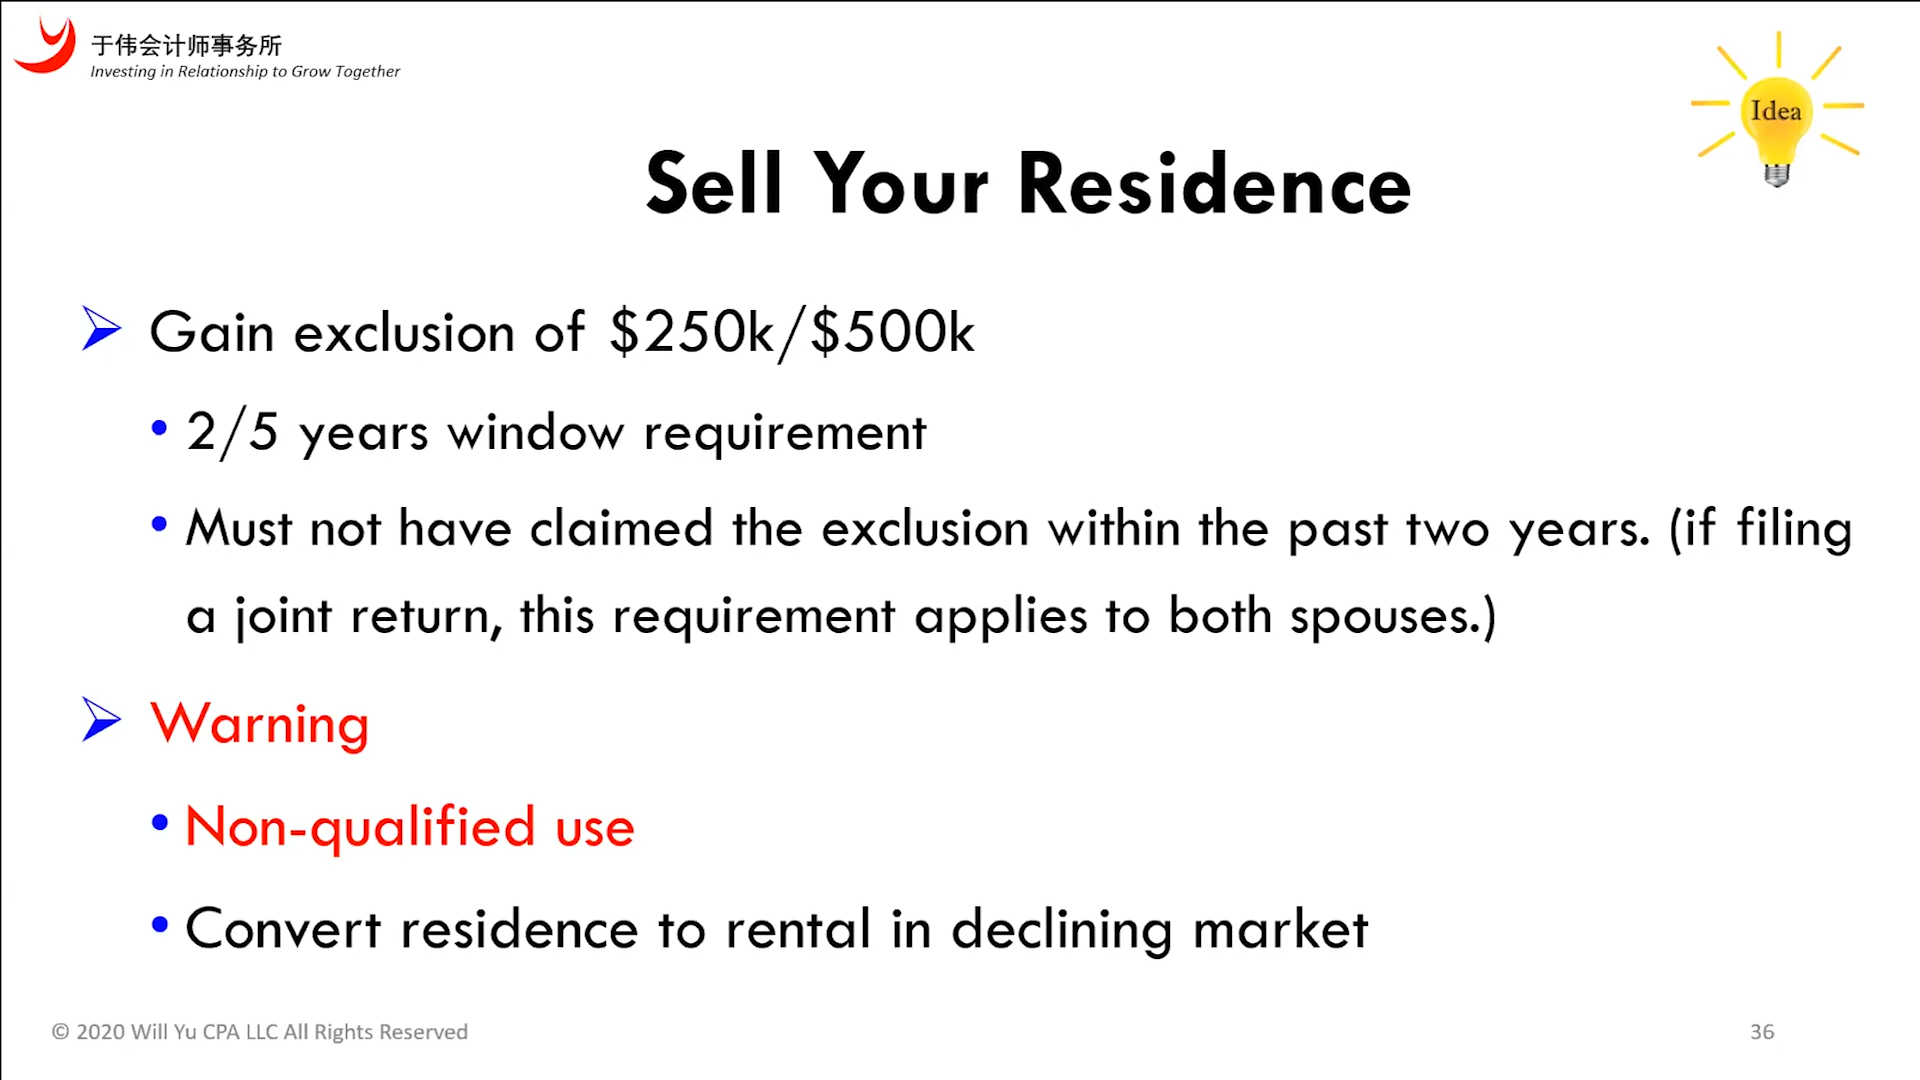 于伟会计师事务所
Investing in Relationship to Grow Together
Idea
Sell Your Residence
Gain exclusion of $250k/$500k
2/5 years window requirement
Must not have claimed the exclusion within the past two years. (if filing
a joint return, this requirement applies to both spouses.)
Warning
Non-qualified use
Convert residence to rental in declining market
© 2020 Will Yu CPA LLC All Rights Reserved
36